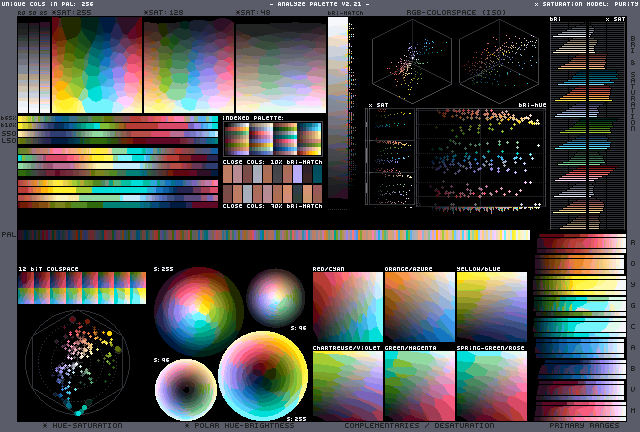 UNIQUE COLS IN PAL: 256
- ANALYZE PALETTE V2.21 -
* SATURATION MODEL: PURITY
* SAT: 255
* SAT: 128
* SAT: 48
bRi-MATCH
RGB-COLORSPACE (ISO)
bRi
* SAT
BRI & SATURATION
INDEXED PALETTE:
CLOSE COLS: 10% bRi-MATCH
CLOSE COLS: 90% bRi-MATCH
* SAT
bRi-HUE
PAL
12 biT COLSPACE
S: 255
S: 96
S: 96
S: 255
RED/CYAN
ORANGE/AZURE
YELLOW/BLUE
CHARTREUSE/VIOLET
GREEN/MAGENTA
SPRING-GREEN/ROSE
R
O
Y
G
C
A
B
V
M
* HUE-SATURATION
* POLAR HUE-BRIGHTNESS
COMPLEMENTARIES / DESATURATION
PRIMARY RANGES